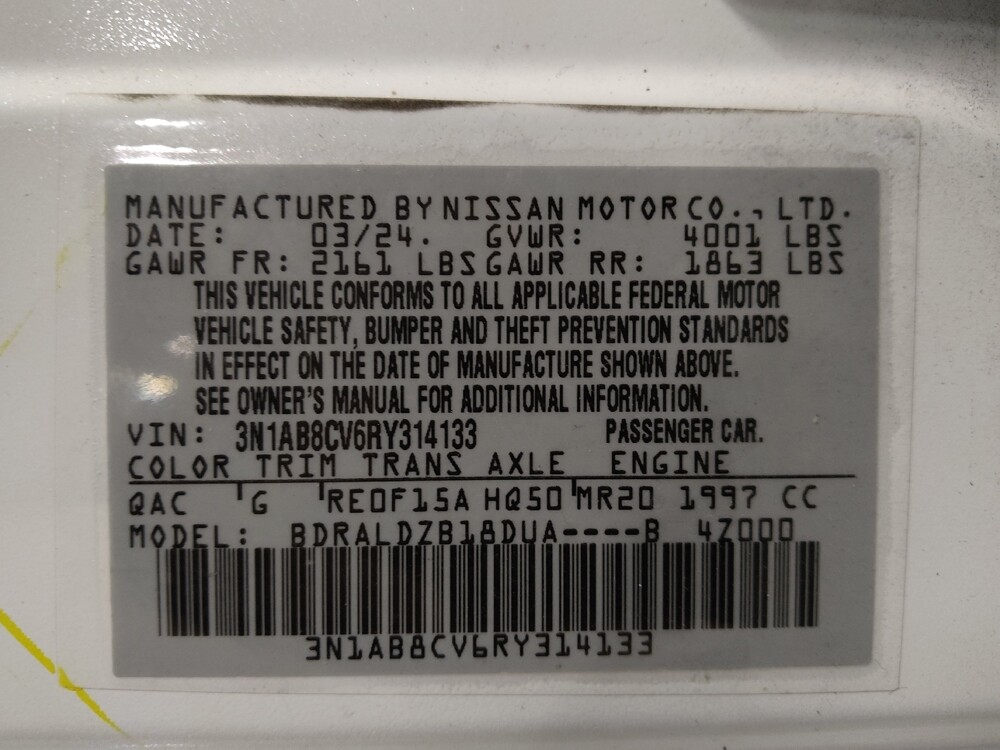 MANUFACTURED BY NISSAN MOTOR CO., LTD.
DATE: 03/24. GVWR: 4001 LBS
GAWR FR: 2161 LBS GAWR RR: 1863 LBS
THIS VEHICLE CONFORMS TO ALL APPLICABLE FEDERAL MOTOR
VEHICLE SAFETY, BUMPER AND THEFT PREVENTION STANDARDS
IN EFFECT ON THE DATE OF MANUFACTURE SHOWN ABOVE.
SEE OWNER'S MANUAL FOR ADDITIONAL INFORMATION.
VIN: 3N1AB8CV6RY314133 PASSENGER CAR.
COLOR TRIM TRANS AXLE ENGINE
QAC G RE0F15A HQ50 MR20 1997 CC
MODEL: BDRALDZB18DUA----B 4Z000
3N1AB8CV6RY314133